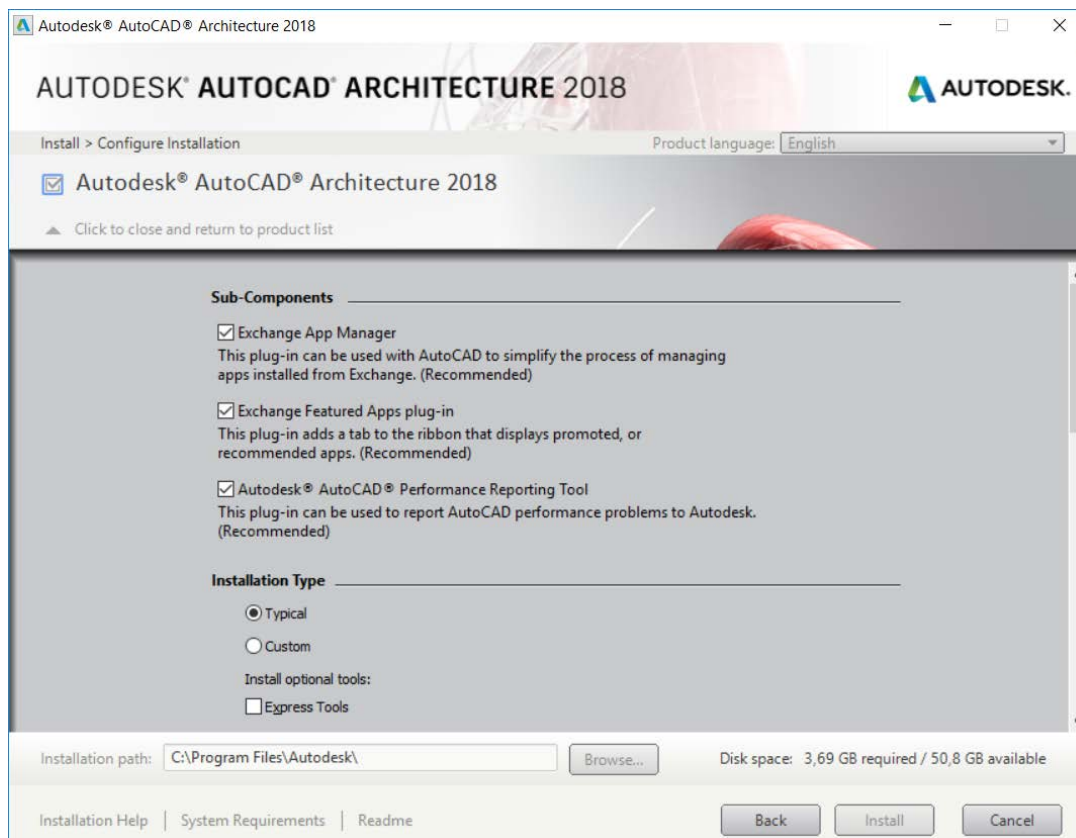 Autodesk® AutoCAD® Architecture 2018
AUTODESK® AUTOCAD® ARCHITECTURE 2018
AUTODESK.
Install > Configure Installation
Product language: English
Autodesk® AutoCAD® Architecture 2018
Click to close and return to product list
Sub-Components
Exchange App Manager
This plug-in can be used with AutoCAD to simplify the process of managing
apps installed from Exchange. (Recommended)
Exchange Featured Apps plug-in
This plug-in adds a tab to the ribbon that displays promoted, or
recommended apps. (Recommended)
Autodesk® AutoCAD® Performance Reporting Tool
This plug-in can be used to report AutoCAD performance problems to Autodesk.
(Recommended)
Installation Type
Typical
Custom
Install optional tools:
Express Tools
Installation path: C:\Program Files\Autodesk\ Browse... Disk space: 3,69 GB required / 50,8 GB available
Installation Help | System Requirements | Readme Back Install Cancel